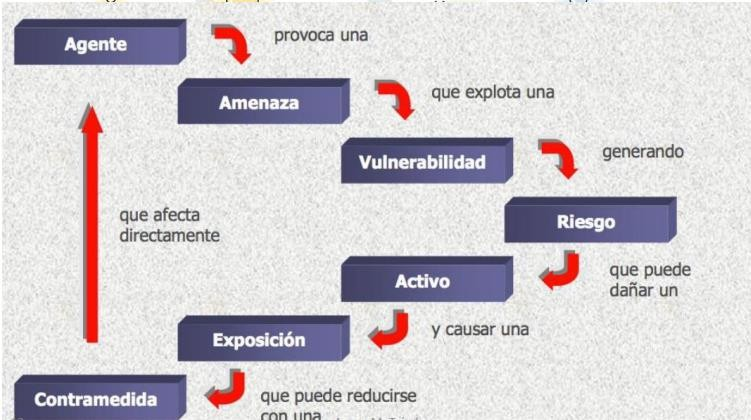 Agente
provoca una
Amenaza
que explota una
Vulnerabilidad
generando
Riesgo
que puede
dañar un
Activo
y causar una
Exposición
que puede reducirse
con una
Contramedida
que afecta
directamente